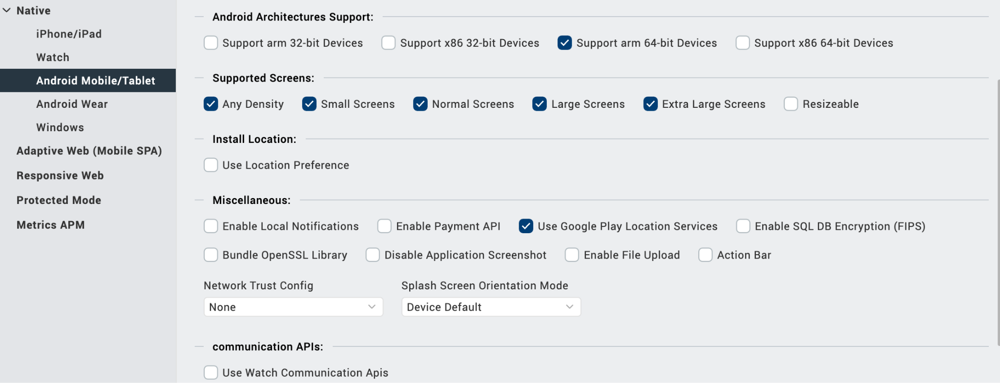 Native
iPhone/iPad
Watch
Android Mobile/Tablet
Android Wear
Windows
Adaptive Web (Mobile SPA)
Responsive Web
Protected Mode
Metrics APM
Android Architectures Support:
Support arm 32-bit Devices Support x86 32-bit Devices Support arm 64-bit Devices Support x86 64-bit Devices
Supported Screens:
Any Density Small Screens Normal Screens Large Screens Extra Large Screens Resizeable
Install Location:
Use Location Preference
Miscellaneous:
Enable Local Notifications Enable Payment API Use Google Play Location Services Enable SQL DB Encryption (FIPS)
Bundle OpenSSL Library Disable Application Screenshot Enable File Upload Action Bar
Network Trust Config Splash Screen Orientation Mode
None Device Default
communication APIs:
Use Watch Communication Apis